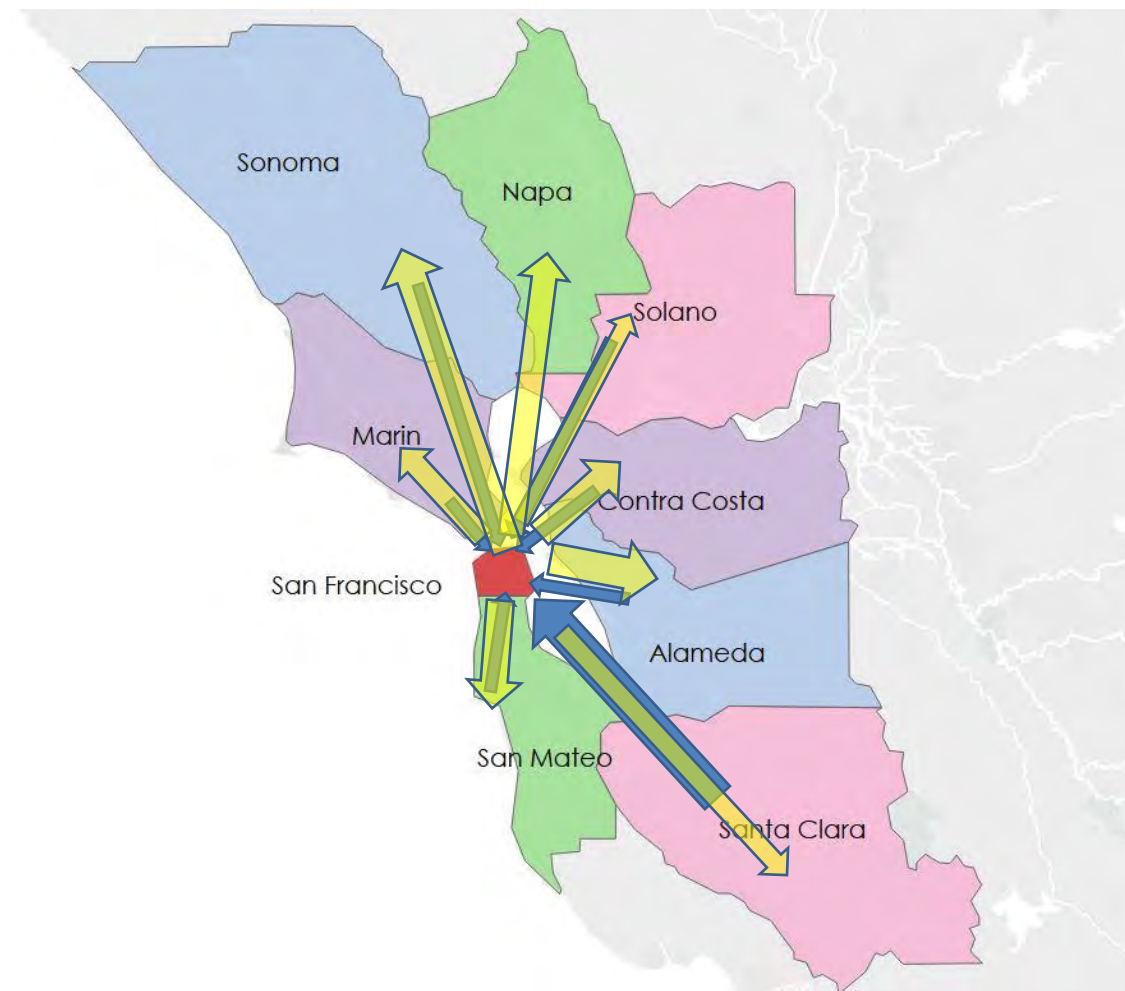 Sonoma
Napa
Solano
Marin
Contra Costa
San Francisco
Alameda
San Mateo
Santa Clara